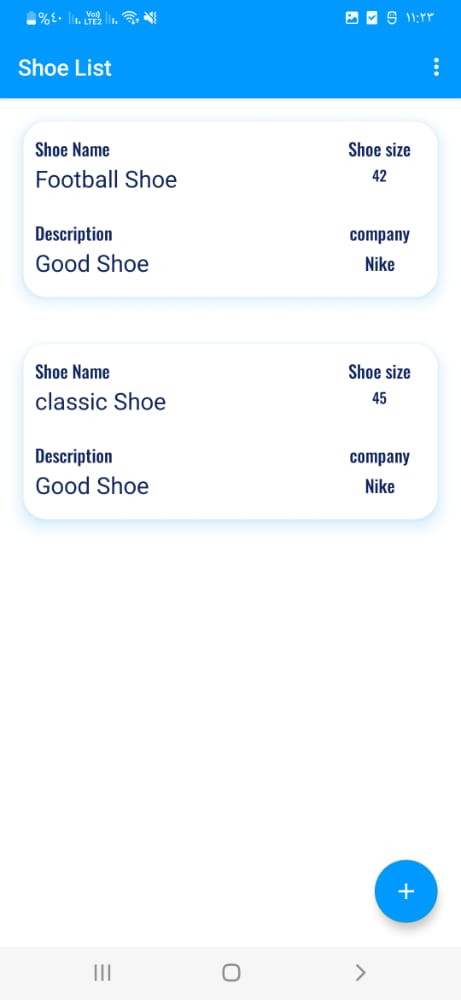 %٤٠ Vo) LTE2 ١١:٢٣
Shoe List
Shoe Name Shoe size
Football Shoe 42
Description company
Good Shoe Nike
Shoe Name Shoe size
classic Shoe 45
Description company
Good Shoe Nike
+